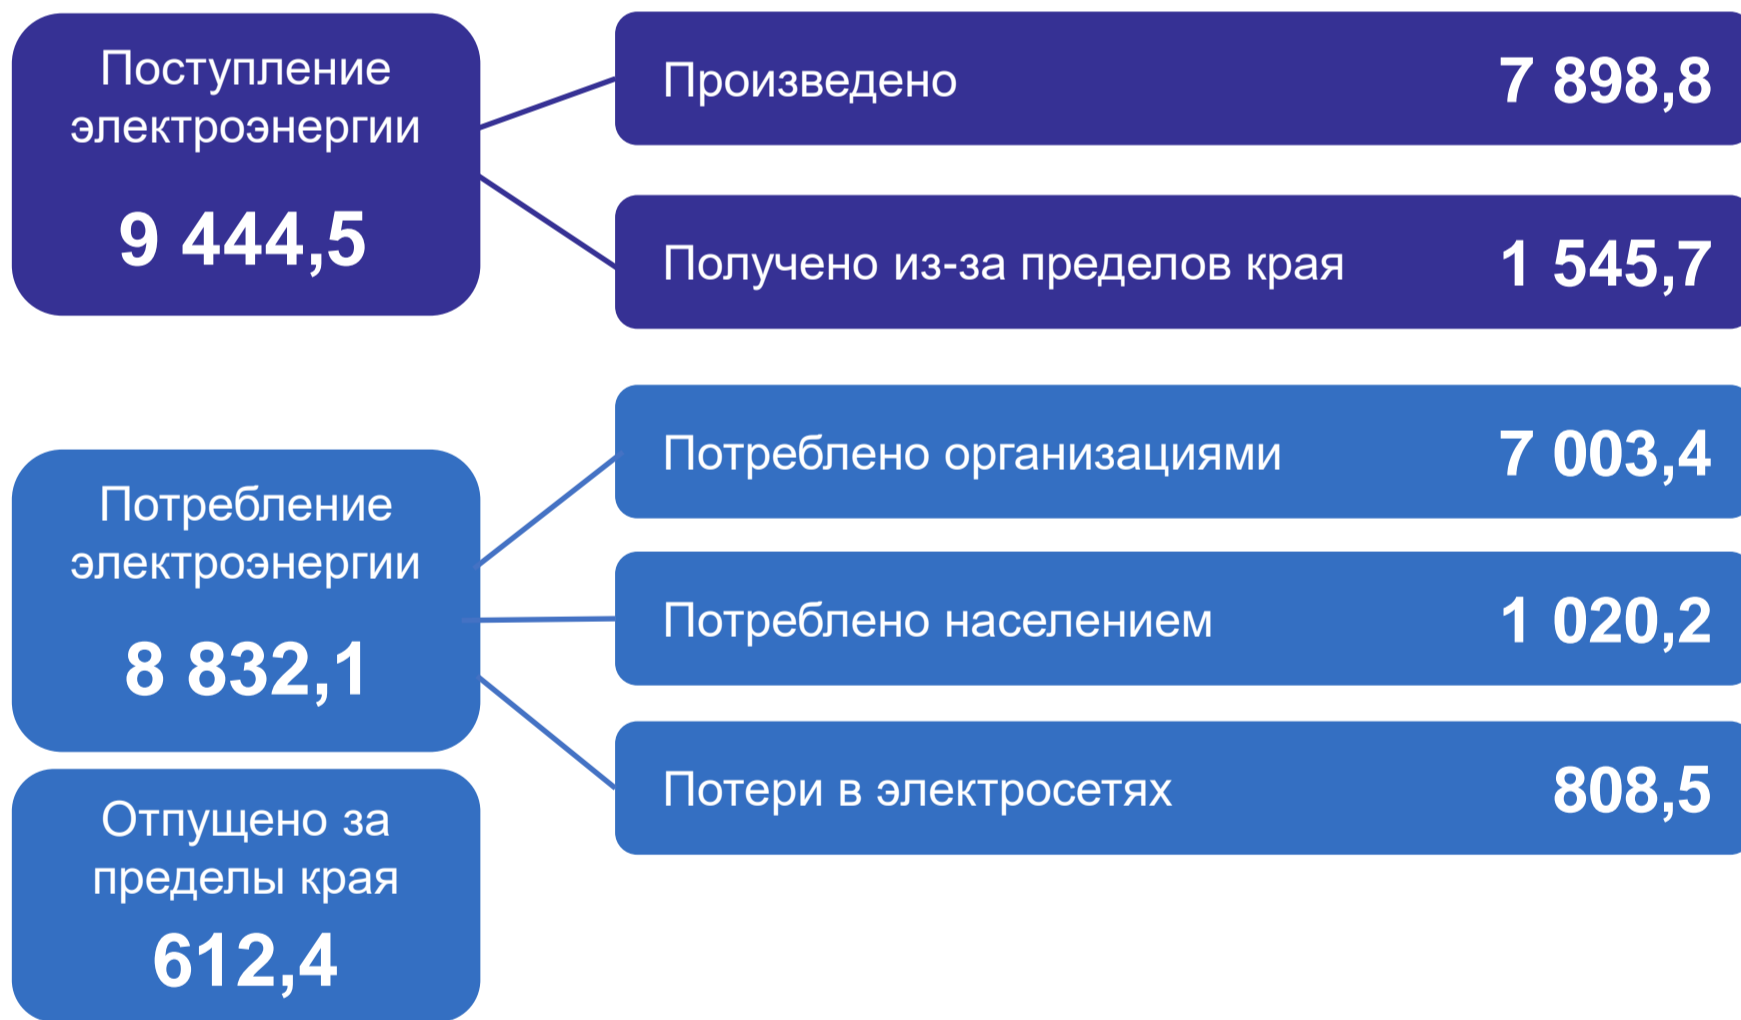 Поступление
электроэнергии
9 444,5
Произведено 7 898,8
Получено из-за пределов края 1 545,7
Потребление
электроэнергии
8 832,1
Потреблено организациями 7 003,4
Потреблено населением 1 020,2
Потери в электросетях 808,5
Отпущено за
пределы края
612,4